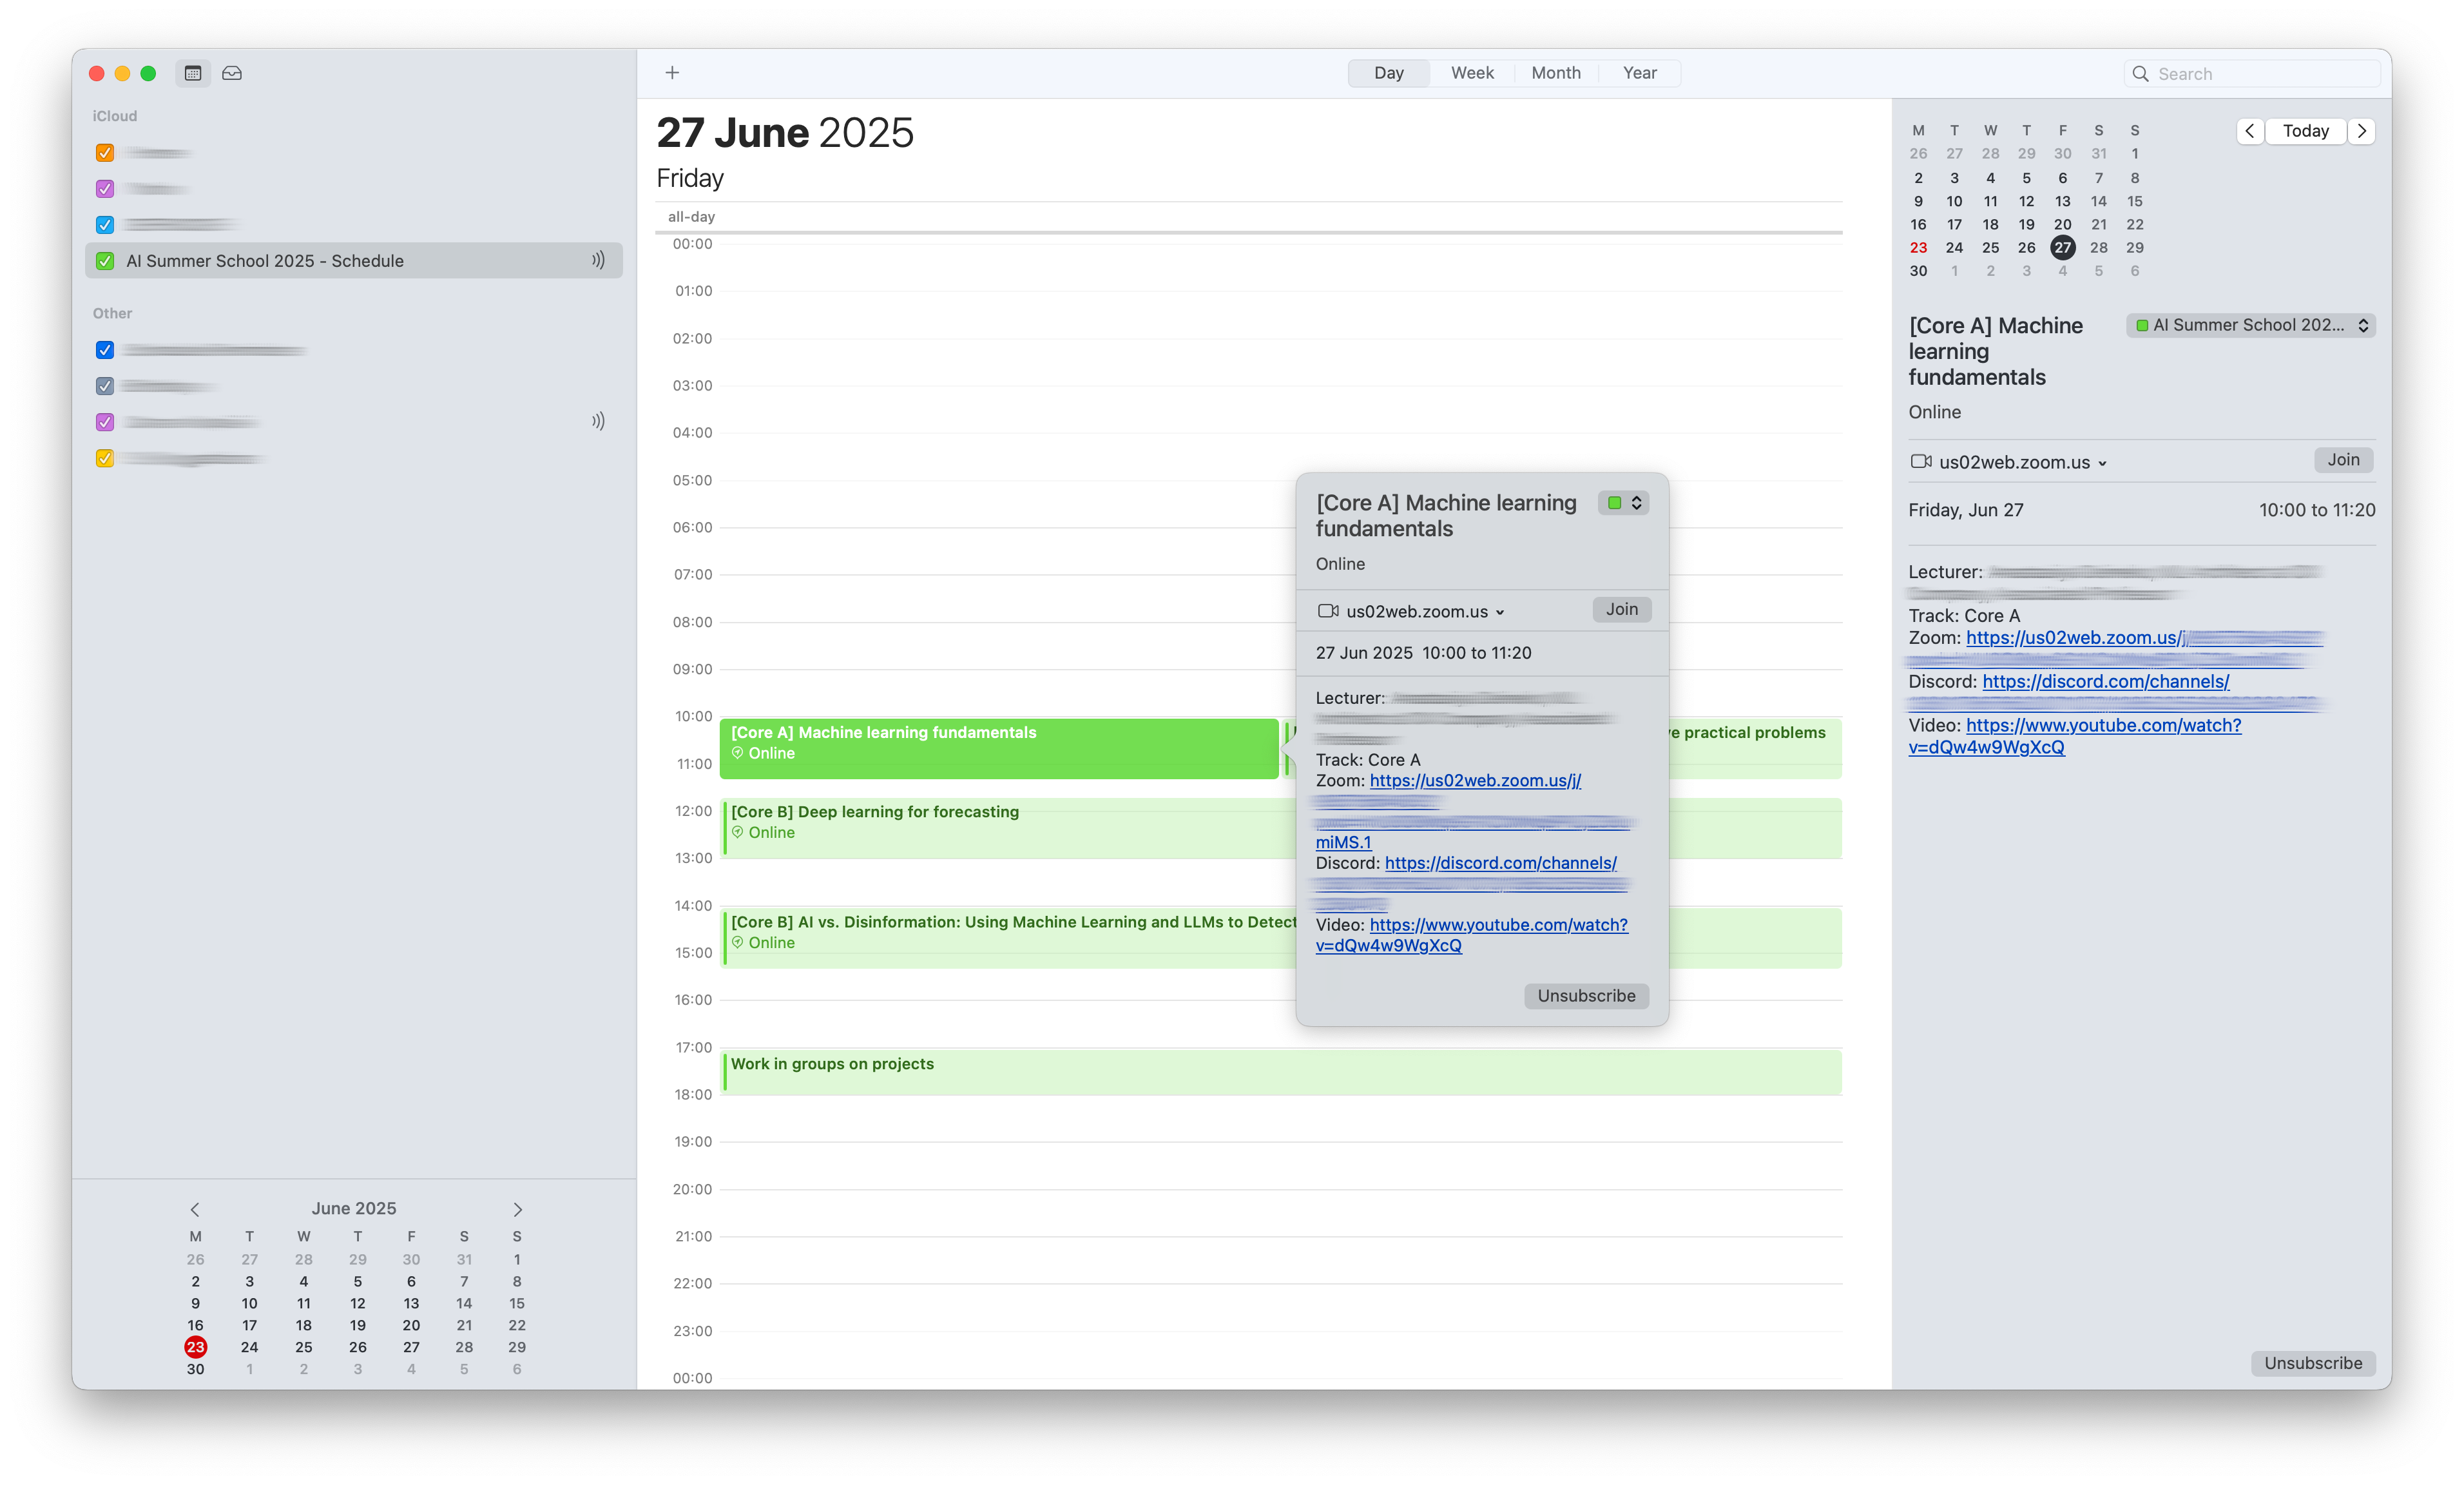 iCloud
AI Summer School 2025 - Schedule
Other
June 2025
M T W T F S S
26 27 28 29 30 31 1
2 3 4 5 6 7 8
9 10 11 12 13 14 15
16 17 18 19 20 21 22
23 24 25 26 27 28 29
30 1 2 3 4 5 6
Day Week Month Year
Search
27 June 2025
Friday
all-day
00:00
01:00
02:00
03:00
04:00
05:00
06:00
07:00
08:00
09:00
10:00
[Core A] Machine learning fundamentals
Online
practical problems
11:00
12:00
[Core B] Deep learning for forecasting
Online
13:00
14:00
[Core B] AI vs. Disinformation: Using Machine Learning and LLMs to Detect
Online
15:00
16:00
17:00
Work in groups on projects
18:00
19:00
20:00
21:00
22:00
23:00
00:00
[Core A] Machine learning
fundamentals
Online
us02web.zoom.us
Join
27 Jun 2025 10:00 to 11:20
Lecturer:
Track: Core A
Zoom: https://us02web.zoom.us/j/
miMS.1
Discord: https://discord.com/channels/
Video: https://www.youtube.com/watch?
v=dQw4w9WgXcQ
Unsubscribe
Today
M T W T F S S
26 27 28 29 30 31 1
2 3 4 5 6 7 8
9 10 11 12 13 14 15
16 17 18 19 20 21 22
23 24 25 26 27 28 29
30 1 2 3 4 5 6
[Core A] Machine
learning
fundamentals
AI Summer School 202...
Online
us02web.zoom.us
Join
Friday, Jun 27 10:00 to 11:20
Lecturer:
Track: Core A
Zoom: https://us02web.zoom.us/j
Discord: https://discord.com/channels/
Video: https://www.youtube.com/watch?
v=dQw4w9WgXcQ
Unsubscribe